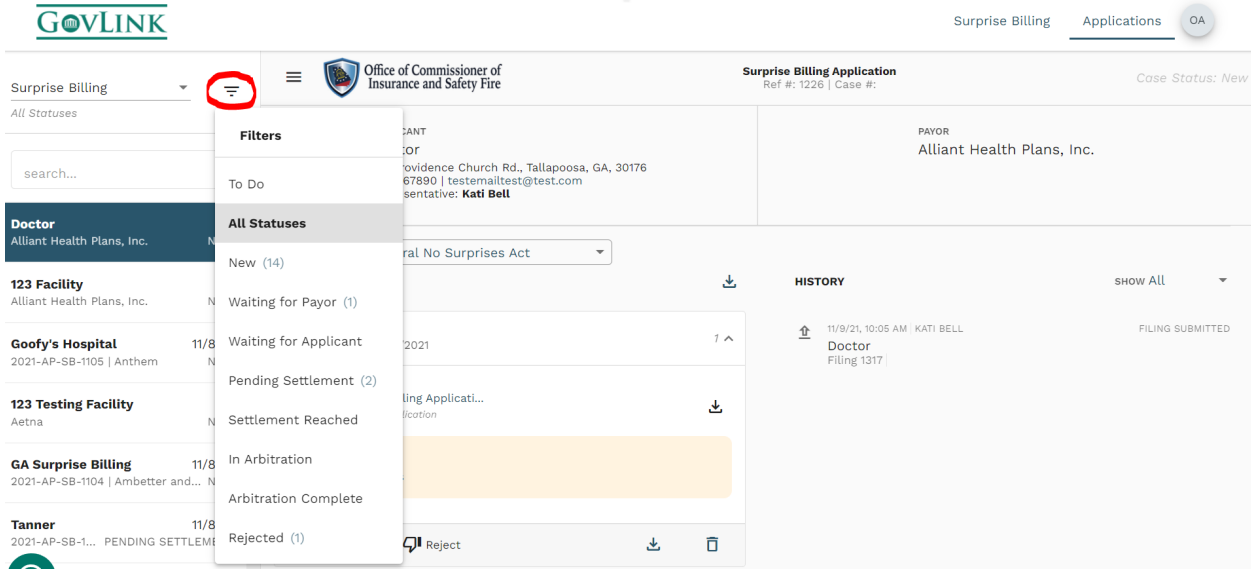 GOVLINK
Surprise Billing
Applications
OA
Surprise Billing
All Statuses
search...
Office of Commissioner of
Insurance and Safety Fire
Surprise Billing Application
Ref #: 1226 | Case #:
Case Status: New
Filters
To Do
All Statuses
New (14)
Waiting for Payor (1)
Waiting for Applicant
Pending Settlement (2)
Settlement Reached
In Arbitration
Arbitration Complete
Rejected (1)
Doctor
Alliant Health Plans, Inc. N
123 Facility
Alliant Health Plans, Inc. N
Goofy's Hospital 11/8
2021-AP-SB-1105 | Anthem N
123 Testing Facility
Aetna N
GA Surprise Billing 11/8
2021-AP-SB-1104 | Ambetter and... N
Tanner 11/8
2021-AP-SB-1... PENDING SETTLEME
CANT
tor
rovidence Church Rd., Tallapoosa, GA, 30176
67890 | testemailtest@test.com
sentative: Kati Bell
PAYOR
Alliant Health Plans, Inc.
ral No Surprises Act
/2021
1
ling Applicati...
lication
Reject
HISTORY
SHOW All
11/9/21, 10:05 AM | KATI BELL
FILING SUBMITTED
Doctor
Filing 1317